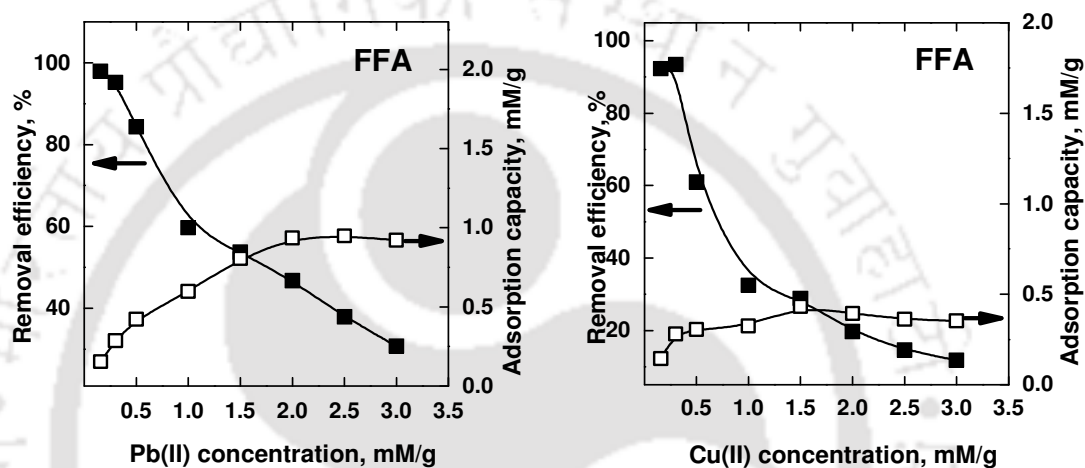 FFA
100
80
60
40
2.0
1.5
1.0
0.5
0.0
0.5 1.0 1.5 2.0 2.5 3.0 3.5
Removal efficiency, %
Adsorption capacity, mM/g
Pb(II) concentration, mM/g
FFA
100
80
60
40
20
2.0
1.5
1.0
0.5
0.0
0.5 1.0 1.5 2.0 2.5 3.0 3.5
Removal efficiency, %
Adsorption capacity, mM/g
Cu(II) concentration, mM/g